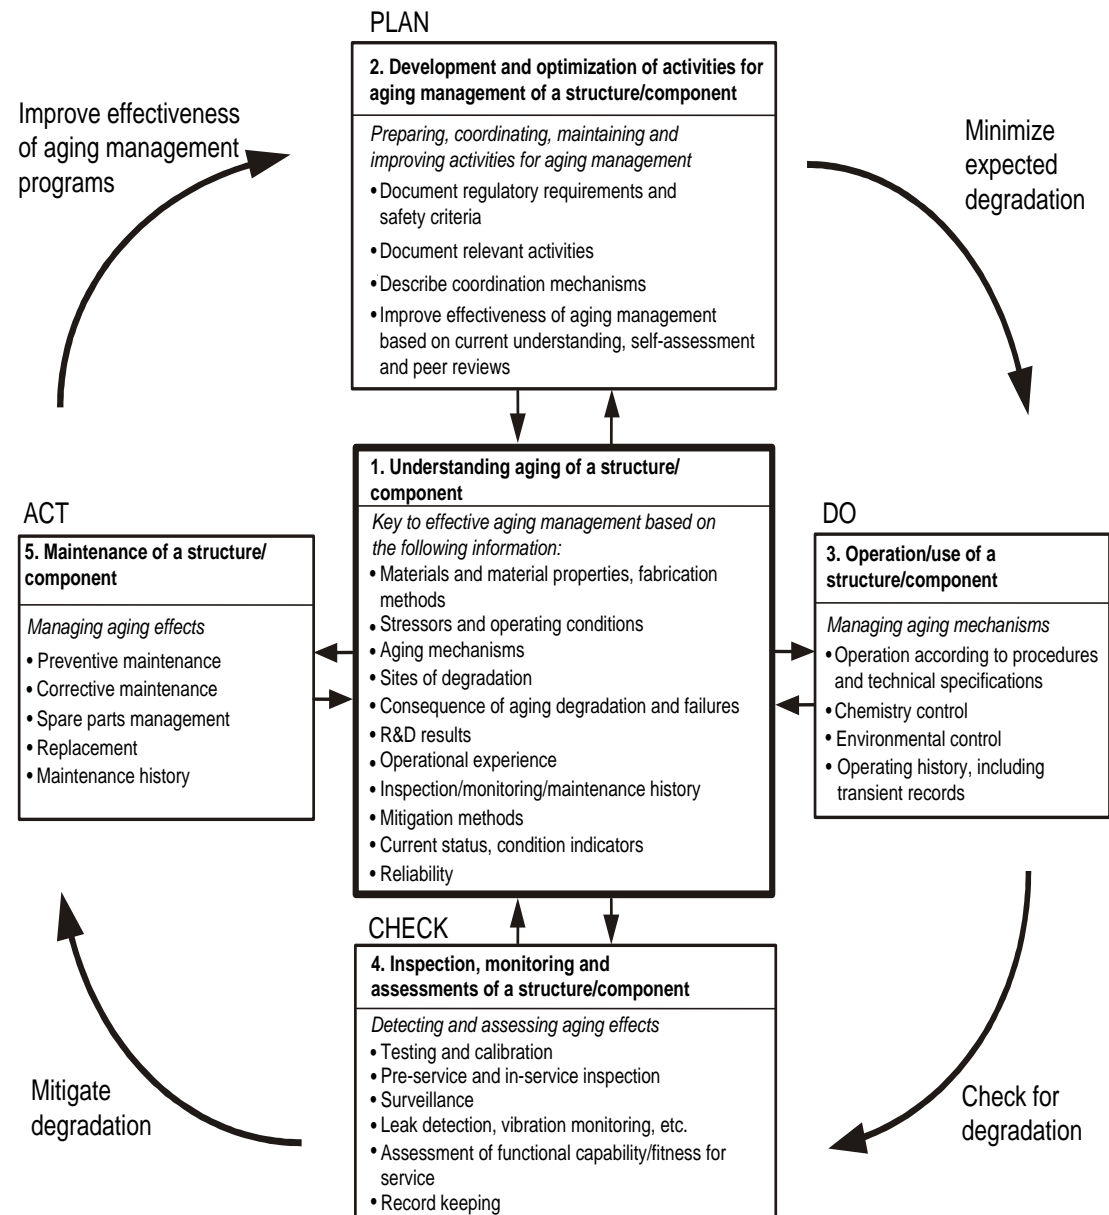 PLAN
2. Development and optimization of activities for
aging management of a structure/component
Preparing, coordinating, maintaining and
improving activities for aging management
• Document regulatory requirements and
safety criteria
• Document relevant activities
• Describe coordination mechanisms
• Improve effectiveness of aging management
based on current understanding, self-assessment
and peer reviews
Improve effectiveness
of aging management
programs
Minimize
expected
degradation
1. Understanding aging of a structure/
component
Key to effective aging management based on
the following information:
• Materials and material properties, fabrication
methods
• Stressors and operating conditions
• Aging mechanisms
• Sites of degradation
• Consequence of aging degradation and failures
• R&D results
• Operational experience
• Inspection/monitoring/maintenance history
• Mitigation methods
• Current status, condition indicators
• Reliability
ACT
5. Maintenance of a structure/
component
Managing aging effects
• Preventive maintenance
• Corrective maintenance
• Spare parts management
• Replacement
• Maintenance history
DO
3. Operation/use of a
structure/component
Managing aging mechanisms
• Operation according to procedures
and technical specifications
• Chemistry control
• Environmental control
• Operating history, including
transient records
CHECK
4. Inspection, monitoring and
assessments of a structure/component
Detecting and assessing aging effects
• Testing and calibration
• Pre-service and in-service inspection
• Surveillance
• Leak detection, vibration monitoring, etc.
• Assessment of functional capability/fitness for
service
• Record keeping
Mitigate
degradation
Check for
degradation